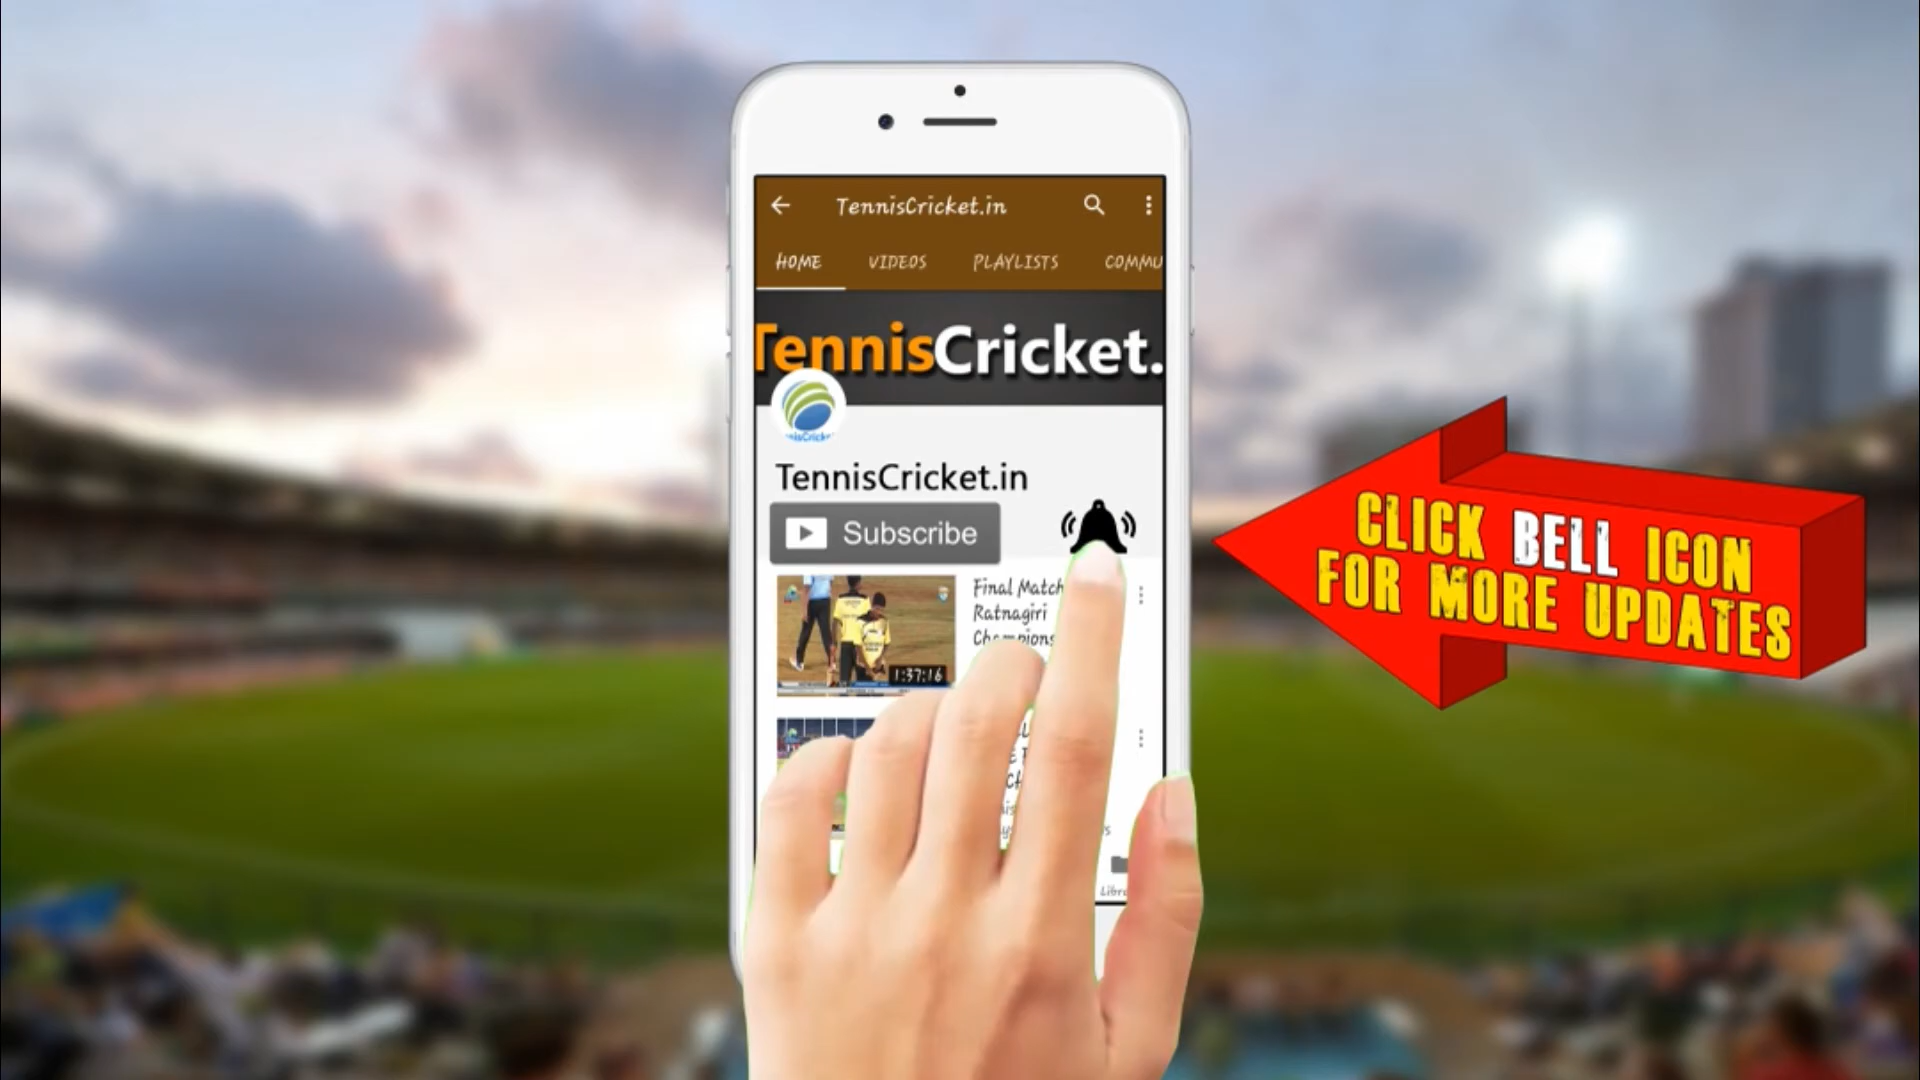 TennisCricket.in
HOME VIDEOS PLAYLISTS COMMU
TennisCricket.
TennisCricket.in
Subscribe
Final Match
Ratnagiri
Champions
1:37:16
CLICK BELL ICON
FOR MORE UPDATES